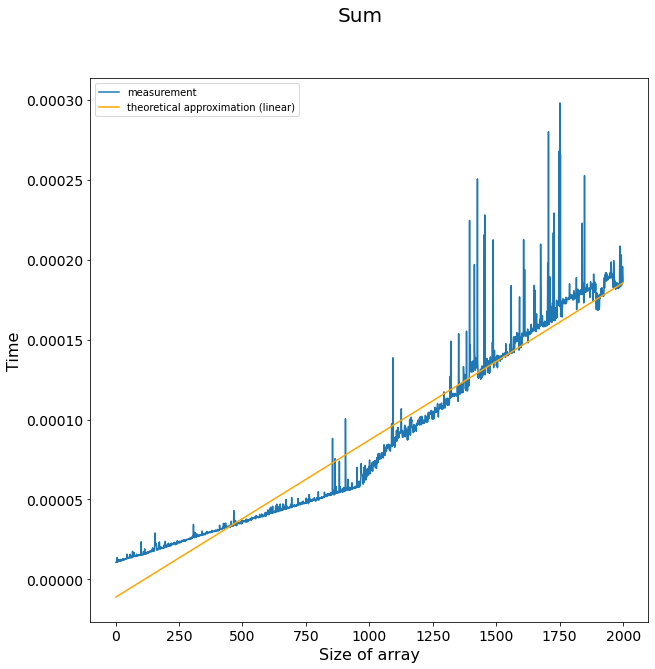 Sum
measurement
theoretical approximation (linear)
0.00030
0.00025
0.00020
0.00015
0.00010
0.00005
0.00000
Time
0 250 500 750 1000 1250 1500 1750 2000
Size of array